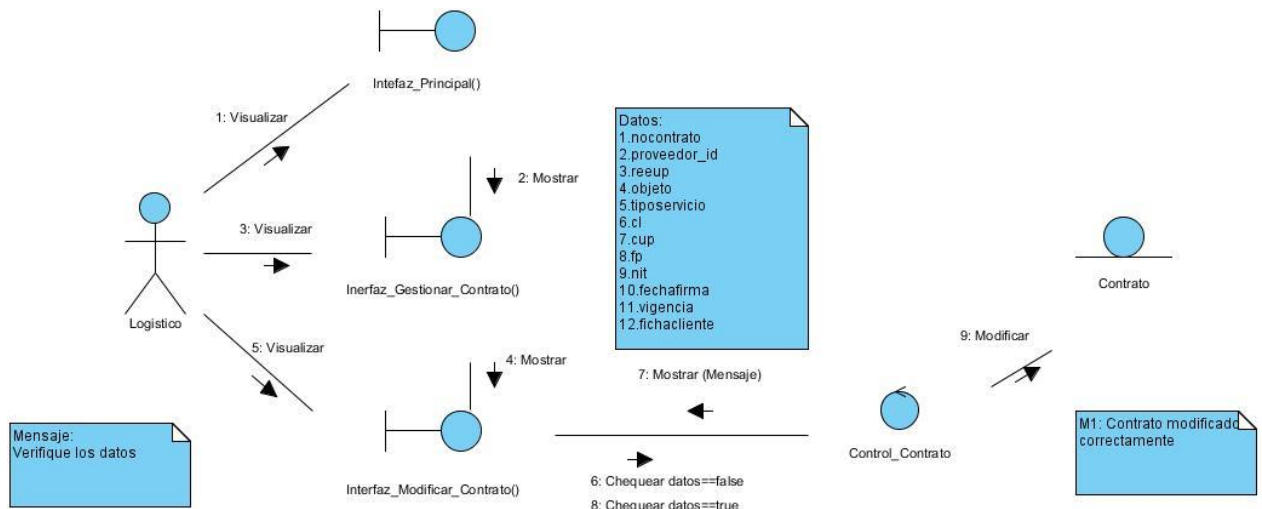 Intefaz_Principal()
1: Visualizar
Datos:
1.nocontrato
2.proveedor_id
3.reeup
4.objeto
5.tiposervicio
6.cl
7.cup
8.fp
9.nit
10.fechafirma
11.vigencia
12.fichacliente
2: Mostrar
3: Visualizar
Inerfaz_Gestionar_Contrato()
Logistico
Contrato
5: Visualizar
4: Mostrar
7: Mostrar (Mensaje)
9: Modificar
Mensaje:
Verifique los datos
Interfaz_Modificar_Contrato()
6: Chequear datos==false
8: Chequear datos==true
Control_Contrato
M1: Contrato modificado
correctamente